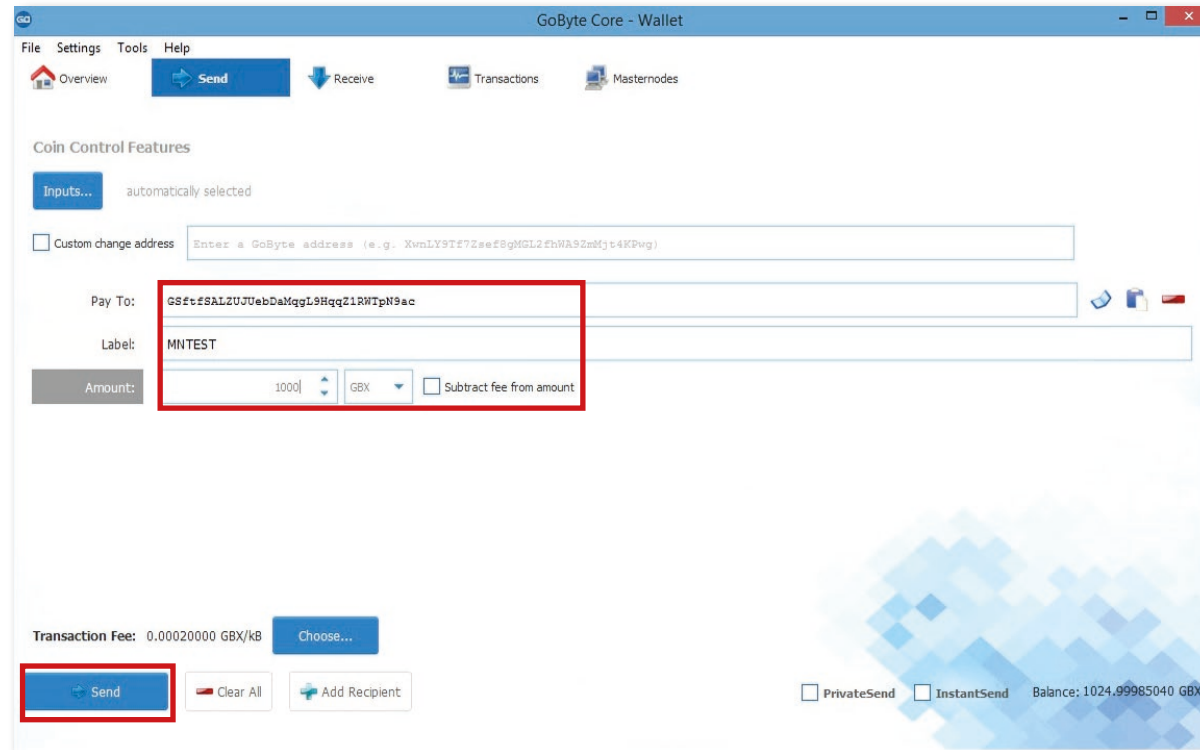 GO
GoByte Core - Wallet
File Settings Tools Help
Overview Send Receive Transactions Masternodes
Coin Control Features
Inputs... automatically selected
Custom change address Enter a GoByte address (e.g. XwnLY9Tf7Zsef8gMGL2fhWA9ZmMjt4KPwg)
Pay To: GSftfSALZUJUebDaMqgL9HqqZ1RWTpN9ac
Label: MNTEST
Amount: 1000 GBX Subtract fee from amount
Transaction Fee: 0.00020000 GBX/kB Choose...
Send Clear All Add Recipient PrivateSend InstantSend Balance: 1024.99985040 GBX